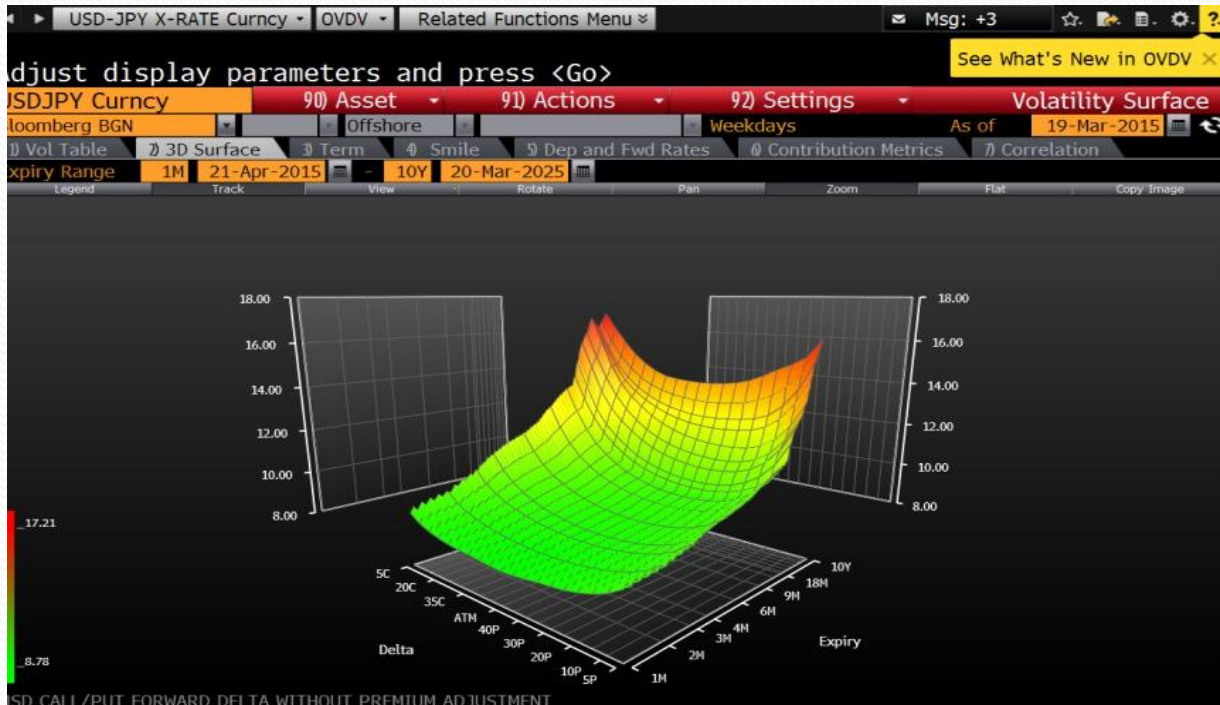 USD-JPY X-RATE Curncy OVDV Related Functions Menu Msg: +3 ?
See What's New in OVDV ×
djust display parameters and press <Go>
SDJPY Curncy 90) Asset 91) Actions 92) Settings Volatility Surface
loomberg BGN Offshore Weekdays As of 19-Mar-2015
1) Vol Table 2) 3D Surface 3) Term 4) Smile 5) Dep and Fwd Rates 6) Contribution Metrics 7) Correlation
xpiry Range 1M 21-Apr-2015 - 10Y 20-Mar-2025
Legend Track View Rotate Pan Zoom Flat Copy Image
18.00 18.00
16.00 16.00
14.00 14.00
12.00 12.00
10.00 10.00
8.00 8.00
17.21
8.78
5C
20C
35C
ATM
40P
30P
20P
10P
5P
Delta
1M
2M
3M
4M
6M
9M
18M
10Y
Expiry
SD CALL/PUT FORWARD DELTA WITHOUT PREMIUM ADJUSTMENT